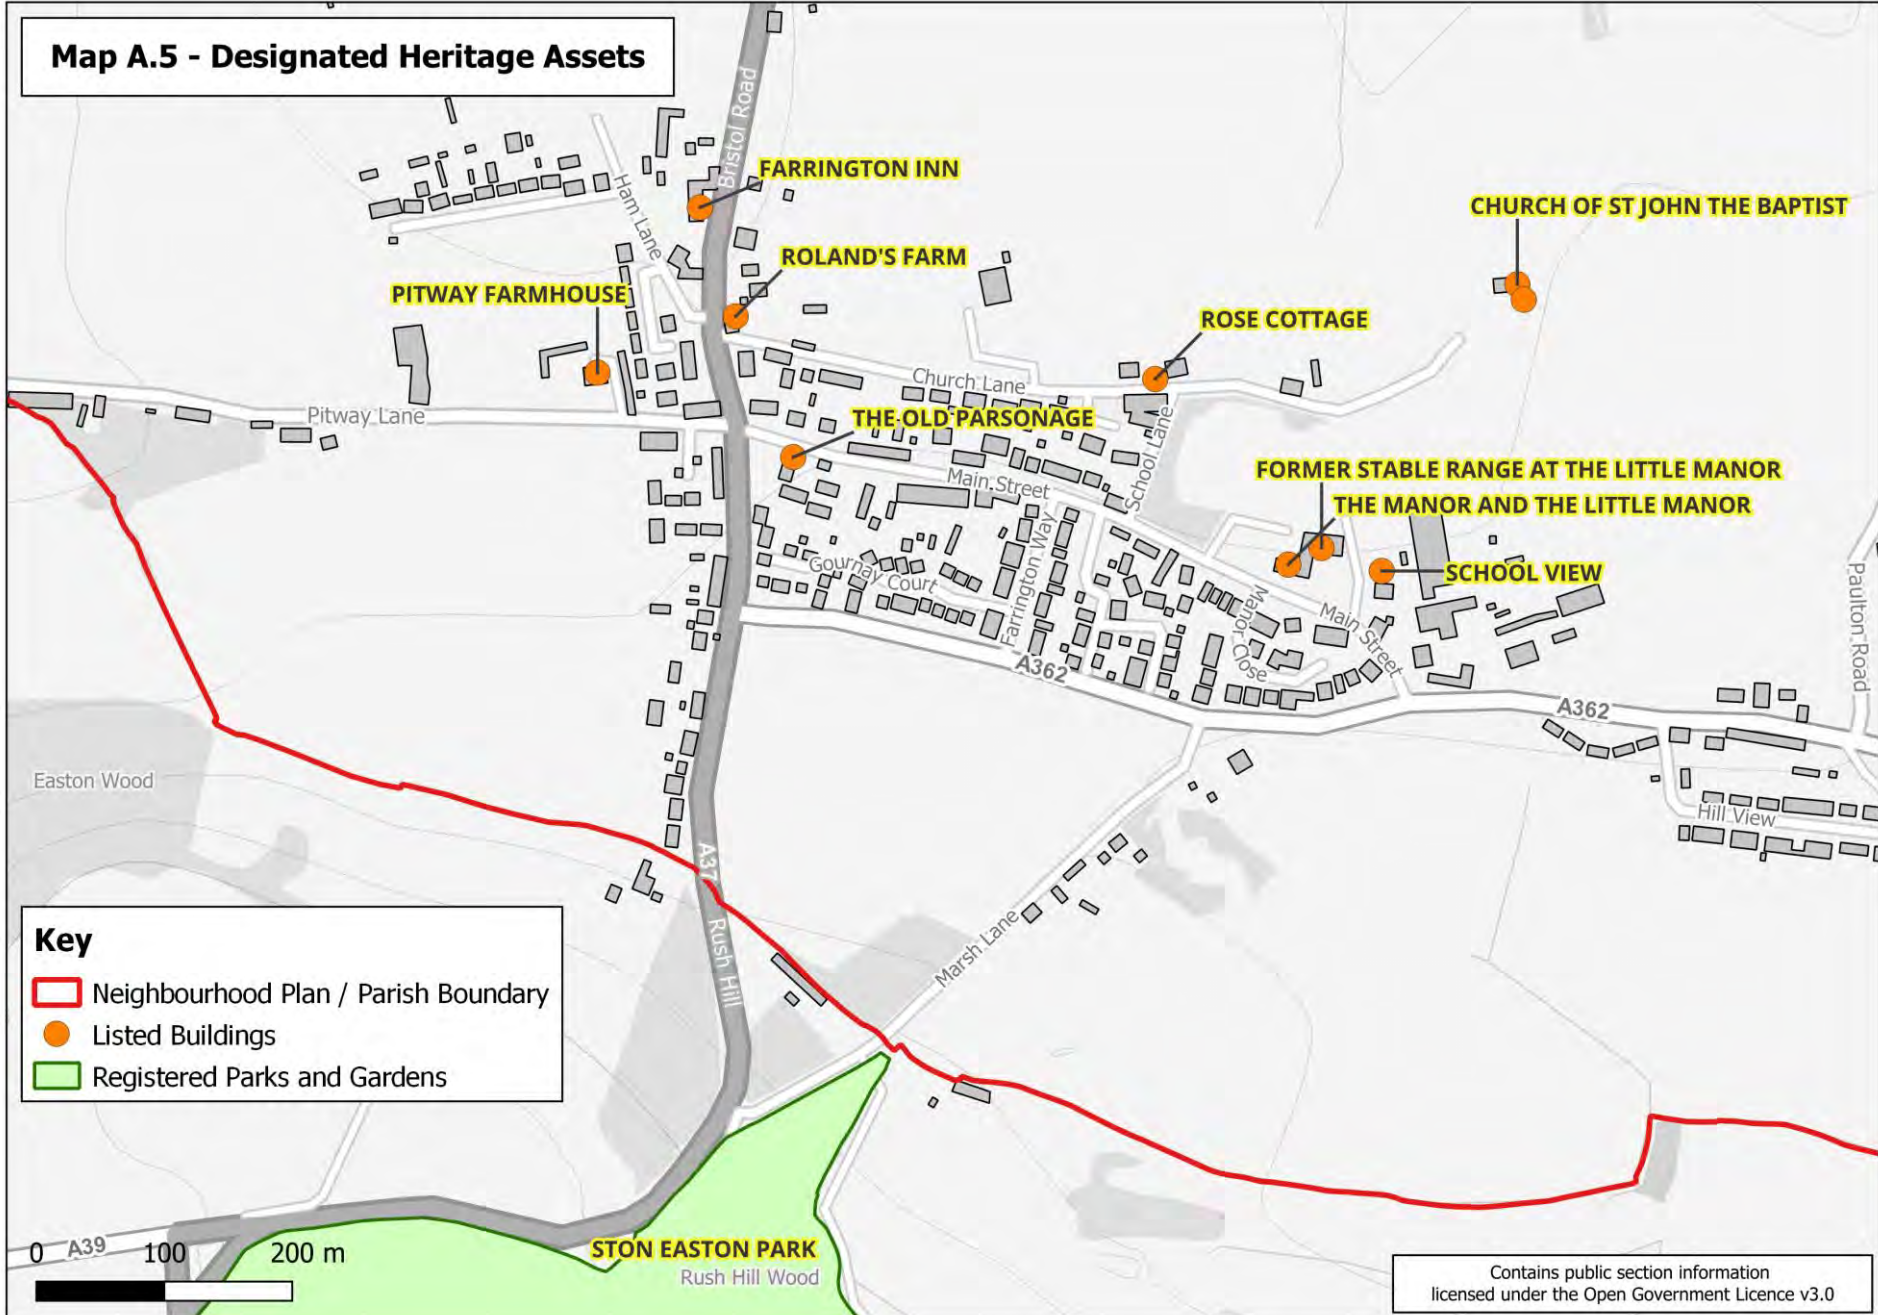 Map A.5 - Designated Heritage Assets
Bristol Road
FARRINGTON INN
Ham Lane
CHURCH OF ST JOHN THE BAPTIST
ROLAND'S FARM
PITWAY FARMHOUSE
ROSE COTTAGE
Church Lane
Pitway Lane
THE OLD PARSONAGE
School Lane
Main Street
FORMER STABLE RANGE AT THE LITTLE MANOR
THE MANOR AND THE LITTLE MANOR
Farrington Way
Gournay Court
SCHOOL VIEW
Manor Close
Main Street
Paulton Road
A362
A362
Easton Wood
Hill View
A37
Rush Hill
Marsh Lane
Key
Neighbourhood Plan / Parish Boundary
Listed Buildings
Registered Parks and Gardens
A39
0 100 200 m
STON EASTON PARK
Rush Hill Wood
Contains public section information
licensed under the Open Government Licence v3.0